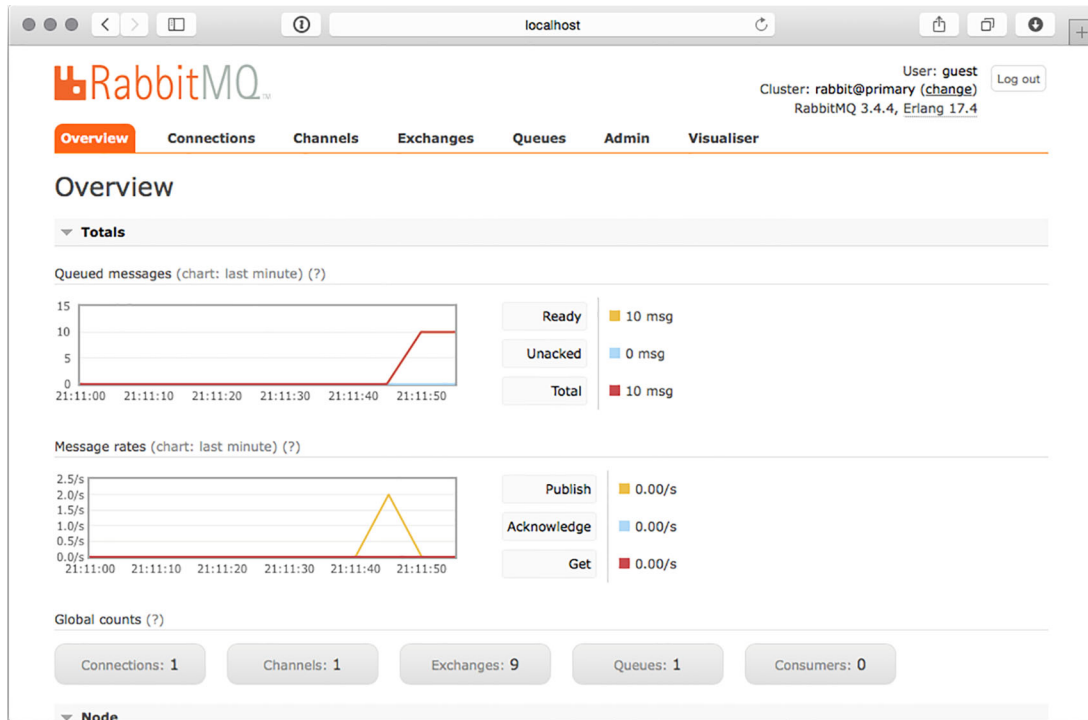 localhost
RabbitMQ™
User: guest
Log out
Cluster: rabbit@primary (change)
RabbitMQ 3.4.4, Erlang 17.4
Overview Connections Channels Exchanges Queues Admin Visualiser
Overview
Totals
Queued messages (chart: last minute) (?)
15
10
5
0
21:11:00 21:11:10 21:11:20 21:11:30 21:11:40 21:11:50
Ready 10 msg
Unacked 0 msg
Total 10 msg
Message rates (chart: last minute) (?)
2.5/s
2.0/s
1.5/s
1.0/s
0.5/s
0.0/s
21:11:00 21:11:10 21:11:20 21:11:30 21:11:40 21:11:50
Publish 0.00/s
Acknowledge 0.00/s
Get 0.00/s
Global counts (?)
Connections: 1 Channels: 1 Exchanges: 9 Queues: 1 Consumers: 0
Node